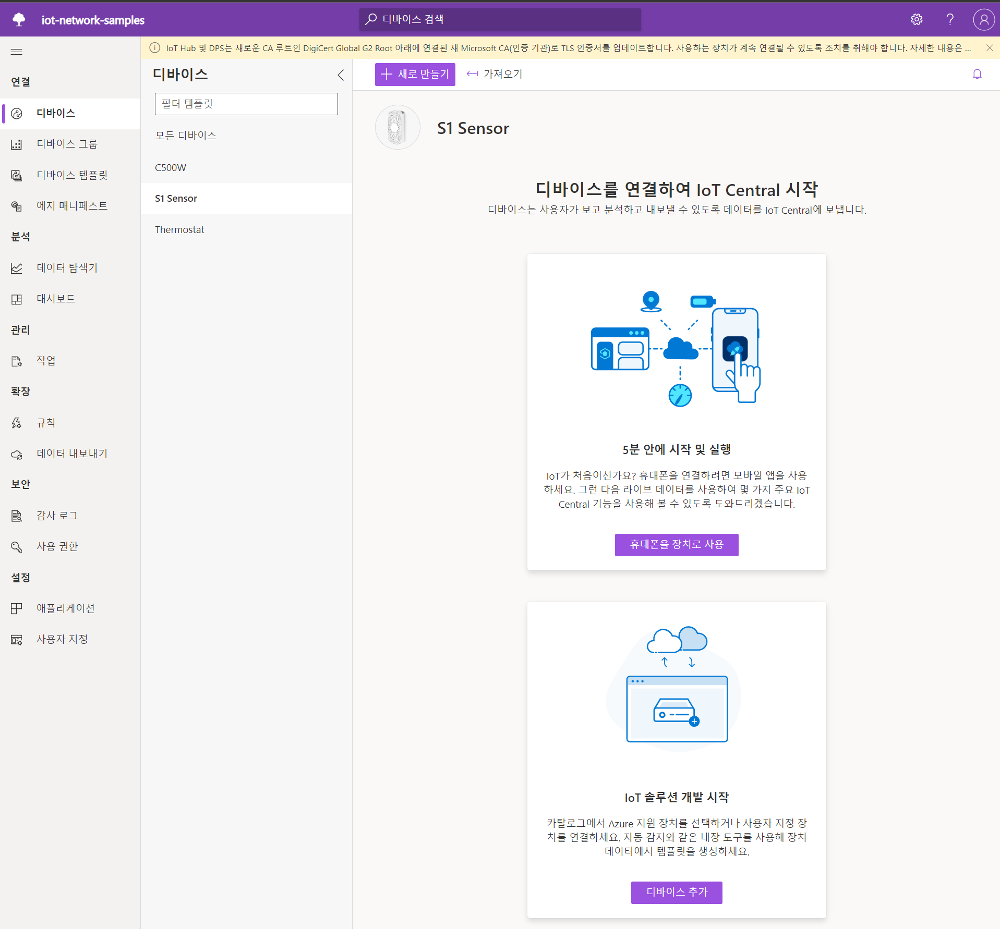 iot-network-samples
디바이스 검색
IoT Hub 및 DPS는 새로운 CA 루트인 DigiCert Global G2 Root 아래에 연결된 새 Microsoft CA(인증 기관)로 TLS 인증서를 업데이트합니다. 사용하는 장치가 계속 연결될 수 있도록 조치를 취해야 합니다. 자세한 내용은 ...
연결
디바이스
디바이스 그룹
디바이스 템플릿
에지 매니페스트
분석
데이터 탐색기
대시보드
관리
작업
확장
규칙
데이터 내보내기
보안
감사 로그
사용 권한
설정
애플리케이션
사용자 지정
디바이스
필터 템플릿
모든 디바이스
C500W
S1 Sensor
Thermostat
새로 만들기
가져오기
S1 Sensor
디바이스를 연결하여 IoT Central 시작
디바이스는 사용자가 보고 분석하고 내보낼 수 있도록 데이터를 IoT Central에 보냅니다.
5분 안에 시작 및 실행
IoT가 처음이신가요? 휴대폰을 연결하려면 모바일 앱을 사용
하세요. 그런 다음 라이브 데이터를 사용하여 몇 가지 주요 IoT
Central 기능을 사용해 볼 수 있도록 도와드리겠습니다.
휴대폰을 장치로 사용
IoT 솔루션 개발 시작
카탈로그에서 Azure 지원 장치를 선택하거나 사용자 지정 장
치를 연결하세요. 자동 감지와 같은 내장 도구를 사용해 장치
데이터에서 템플릿을 생성하세요.
디바이스 추가